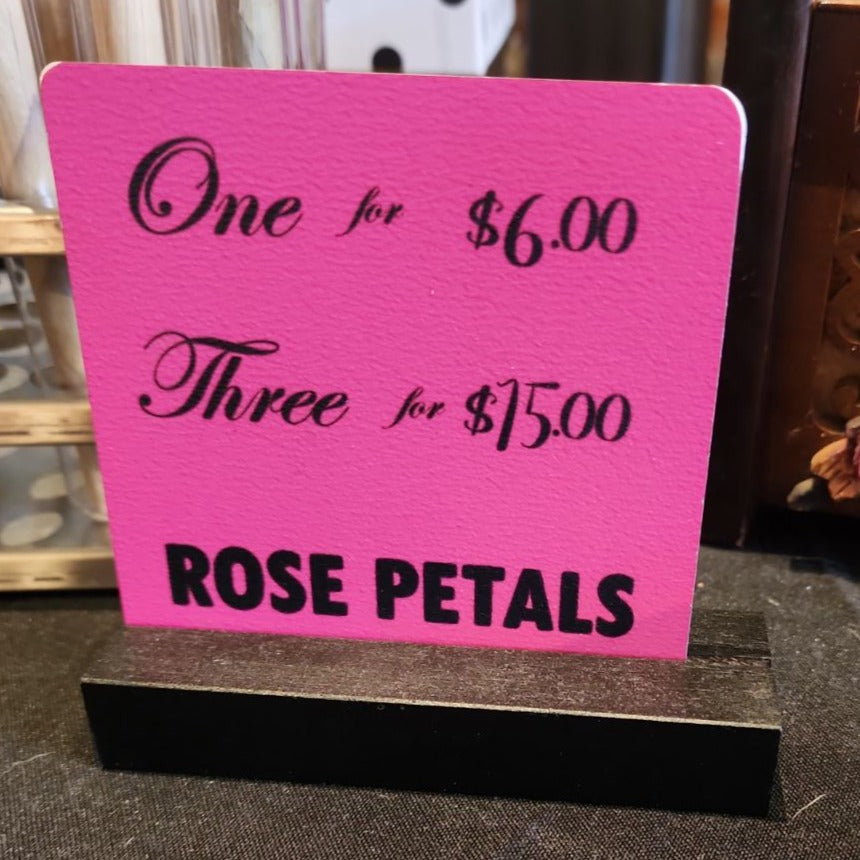 One for $6.00
Three for $15.00
ROSE PETALS